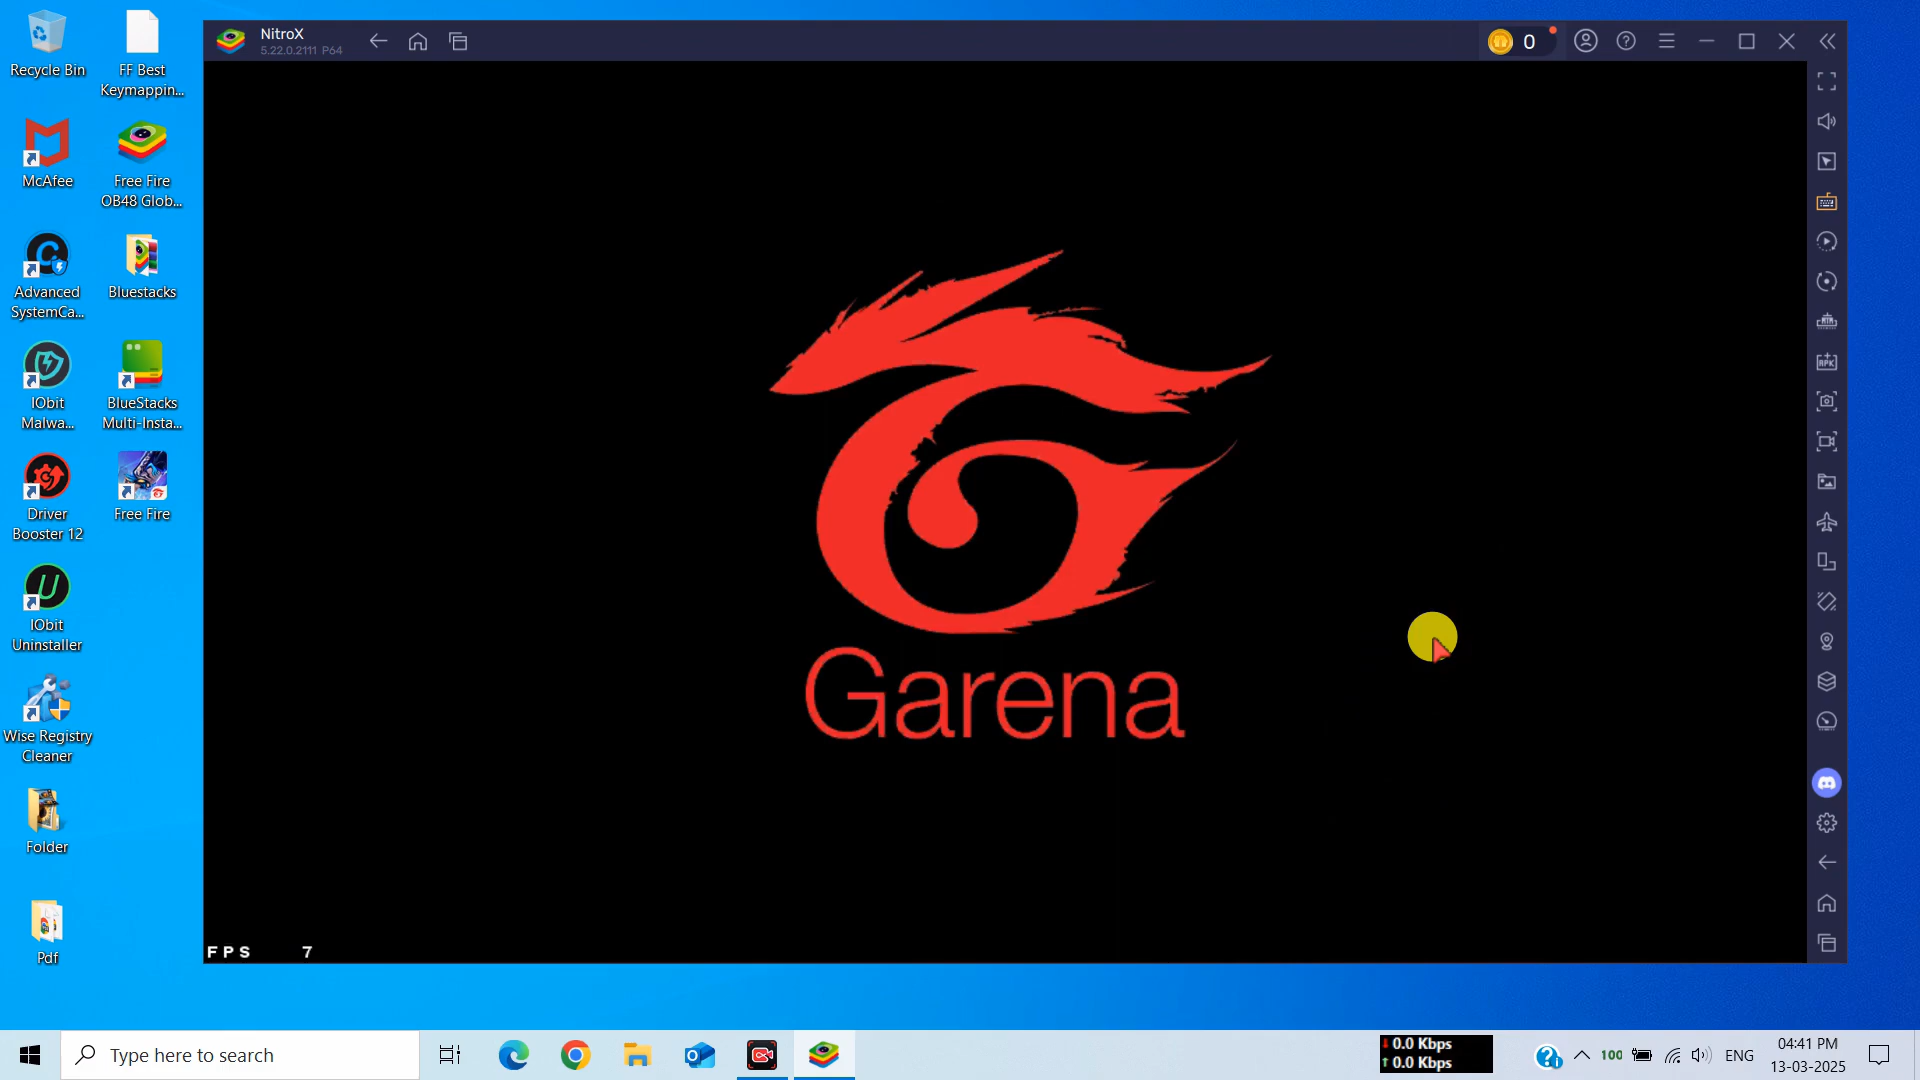 NitroX
5.22.0.2111 P64
0
Recycle Bin
FF Best
Keymappin...
McAfee
Free Fire
OB48 Glob...
Advanced
SystemCa...
Bluestacks
IObit
Malwa...
BlueStacks
Multi-Insta...
Driver
Booster 12
Free Fire
IObit
Uninstaller
Wise Registry
Cleaner
Folder
Pdf
Garena
FPS 7
APK
Type here to search
0.0 Kbps
0.0 Kbps
100
ENG
04:41 PM
13-03-2025